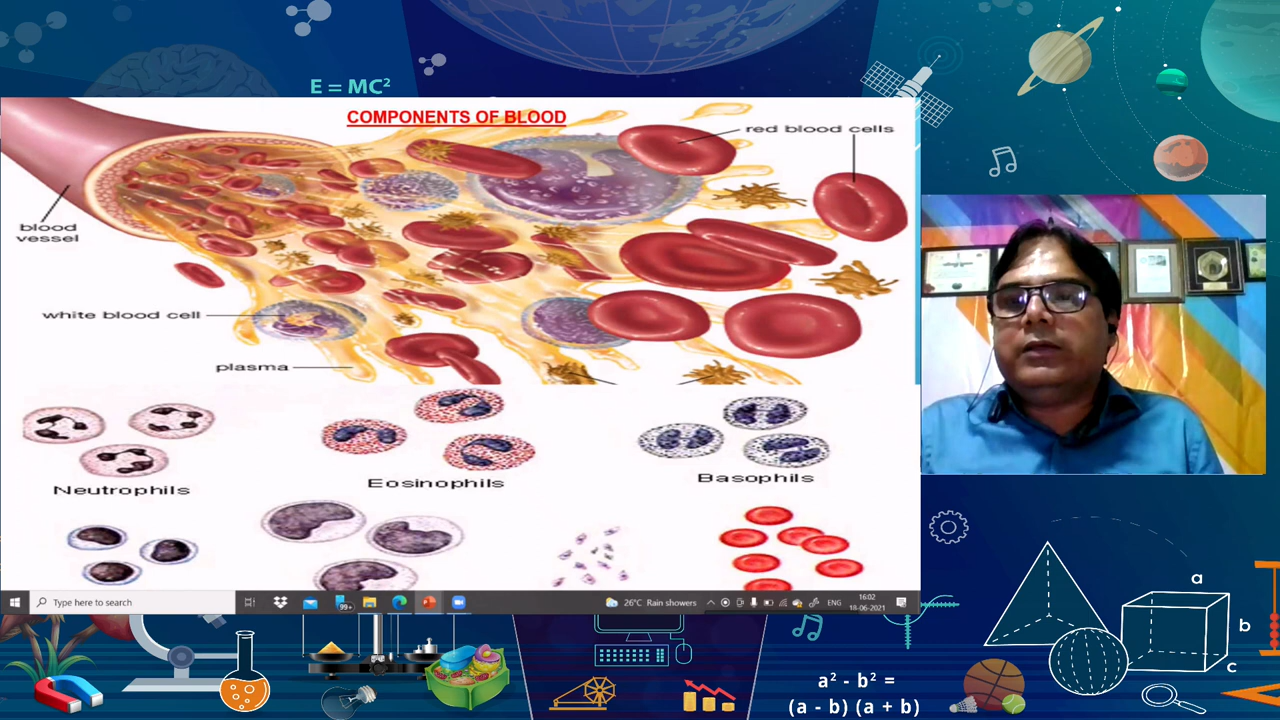 E = MC²
COMPONENTS OF BLOOD
red blood cells
blood
vessel
white blood cell
plasma
Neutrophils
Eosinophils
Basophils
Type here to search
99+
26°C Rain showers
ENG
16:02
18-06-2021
a
b
c
a² - b² =
(a - b) (a + b)